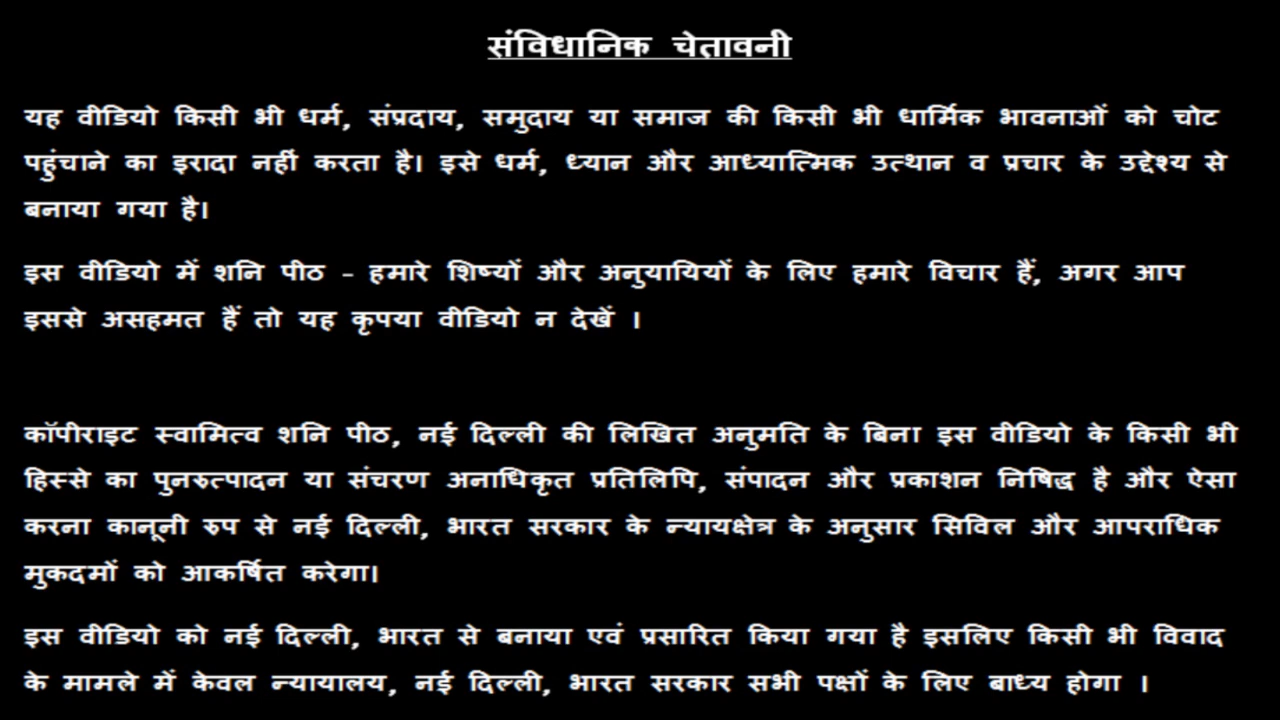 संविधानिक चेतावनी
यह वीडियो किसी भी धर्म, संप्रदाय, समुदाय या समाज की किसी भी धार्मिक भावनाओं को चोट
पहुंचाने का इरादा नहीं करता है। इसे धर्म, ध्यान और आध्यात्मिक उत्थान व प्रचार के उद्देश्य से
बनाया गया है।
इस वीडियो में शनि पीठ - हमारे शिष्यों और अनुयायियों के लिए हमारे विचार हैं, अगर आप
इससे असहमत हैं तो यह कृपया वीडियो न देखें ।
कॉपीराइट स्वामित्व शनि पीठ, नई दिल्ली की लिखित अनुमति के बिना इस वीडियो के किसी भी
हिस्से का पुनरुत्पादन या संचरण अनाधिकृत प्रतिलिपि, संपादन और प्रकाशन निषिद्ध है और ऐसा
करना कानूनी रुप से नई दिल्ली, भारत सरकार के न्यायक्षेत्र के अनुसार सिविल और आपराधिक
मुकदमों को आकर्षित करेगा।
इस वीडियो को नई दिल्ली, भारत से बनाया एवं प्रसारित किया गया है इसलिए किसी भी विवाद
के मामले में केवल न्यायालय, नई दिल्ली, भारत सरकार सभी पक्षों के लिए बाध्य होगा ।